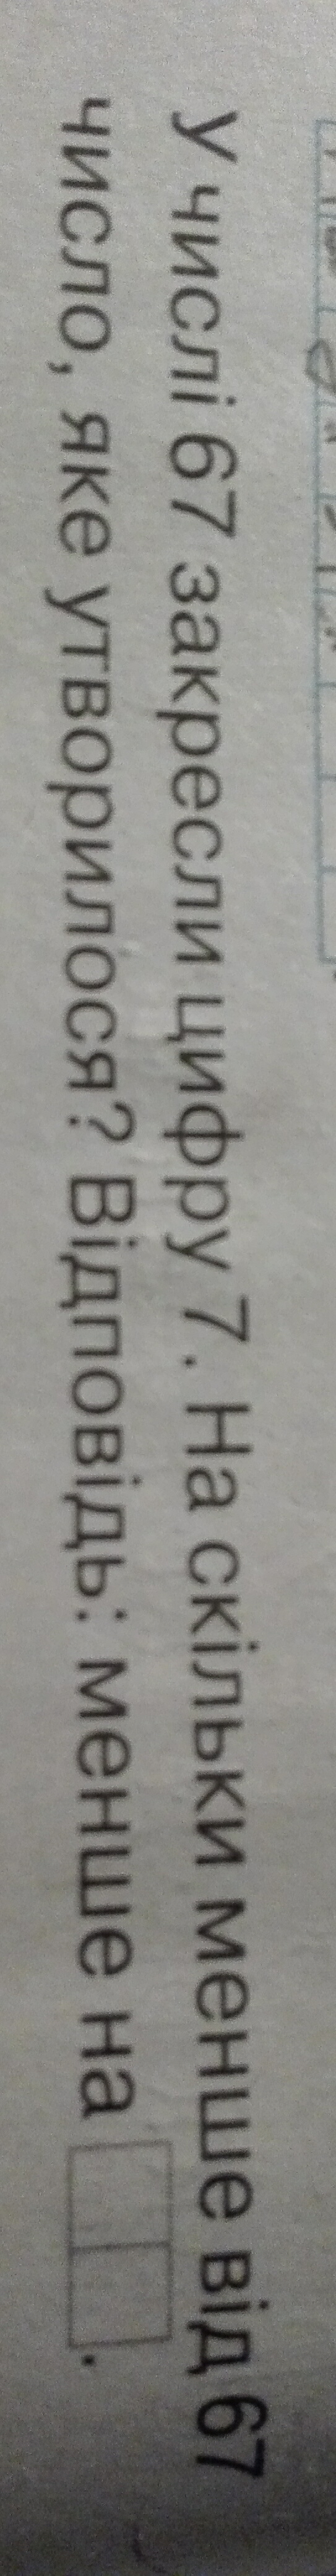 У числі 67 закресли цифру 7. На скільки менше від 67
число, яке утворилося? Відповідь: менше на